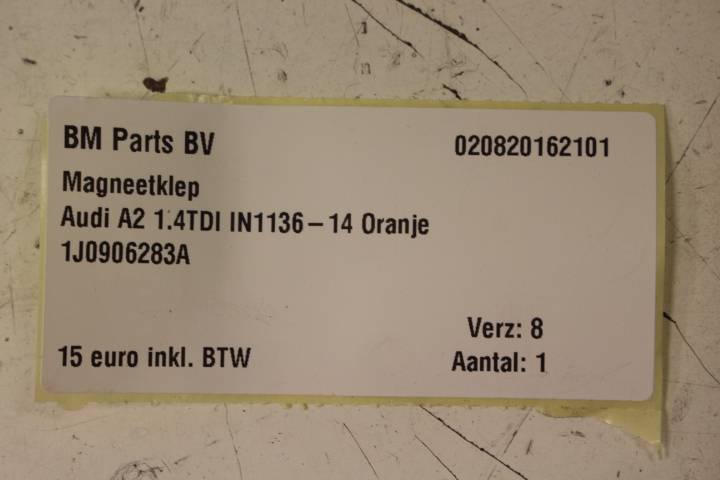 BM Parts BV 020820162101
Magneetklep
Audi A2 1.4TDI IN1136-14 Oranje
1J0906283A
Verz: 8
15 euro inkl. BTW Aantal: 1